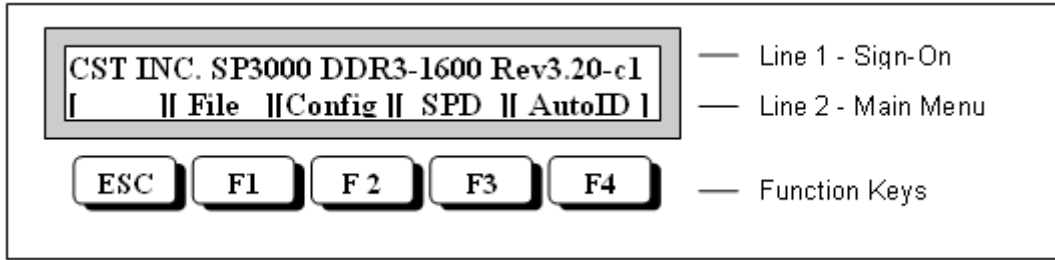 CST INC. SP3000 DDR3-1600 Rev3.20-c1
[ ][ File ][Config ][ SPD ][ AutoID ]
ESC F1 F 2 F3 F4
Line 1 - Sign-On
Line 2 - Main Menu
Function Keys